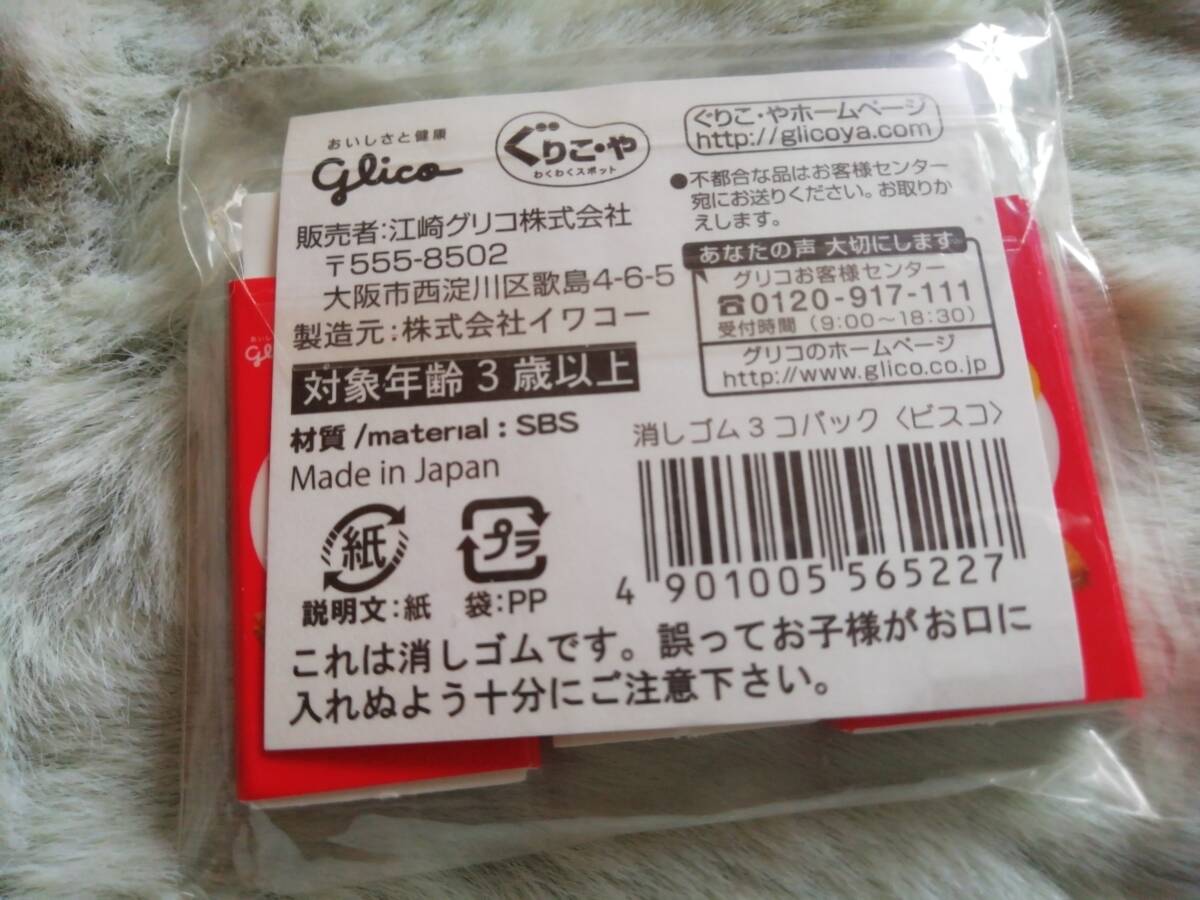 おいしさと健康
glico
ぐりこ・や
わくわくスポット
ぐりこ・やホームページ
http://glicoya.com
●不都合な品はお客様センター
宛にお送りください。お取りか
えします。
販売者:江崎グリコ株式会社
〒555-8502
大阪市西淀川区歌島4-6-5
製造元:株式会社イワコー
あなたの声 大切にします
グリコお客様センター
☎0120-917-111
受付時間(9:00〜18:30)
グリコのホームページ
http://www.glico.co.jp
対象年齢3歳以上
材質/material:SBS
Made in Japan
消しゴム3コパック〈ビスコ〉
紙
プラ
説明文:紙 袋:PP
4 901005 565227
これは消しゴムです。誤ってお子様がお口に
入れぬよう十分にご注意下さい。